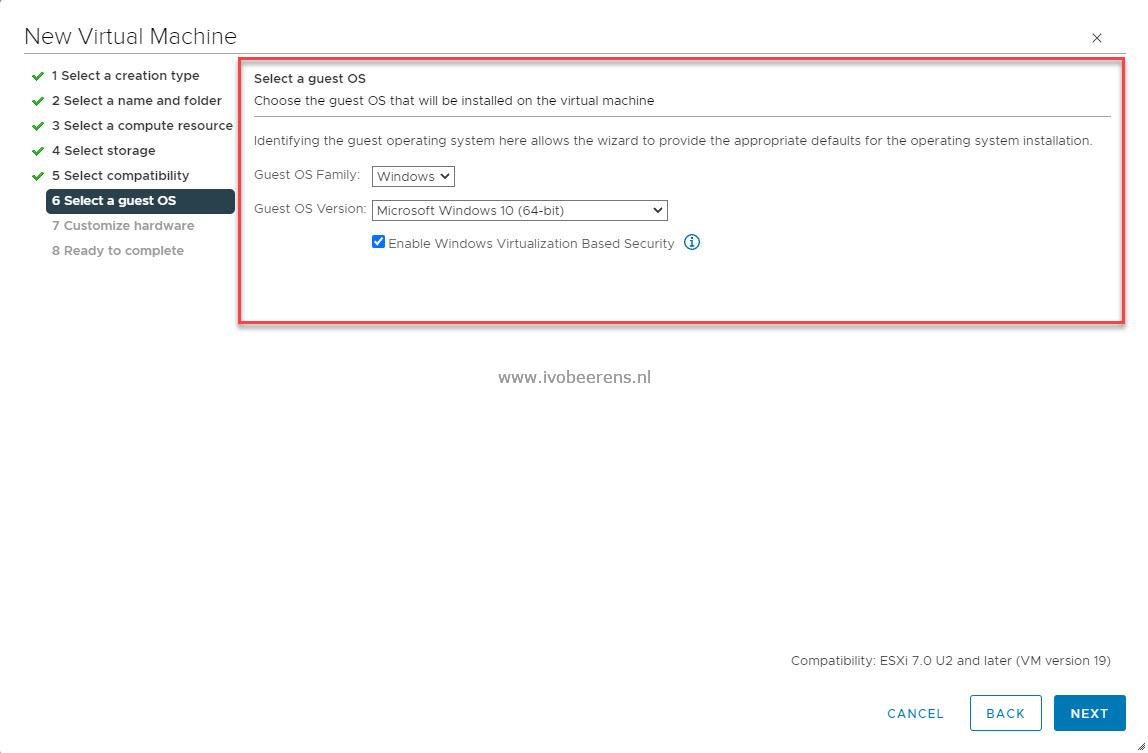 New Virtual Machine
1 Select a creation type
2 Select a name and folder
3 Select a compute resource
4 Select storage
5 Select compatibility
6 Select a guest OS
7 Customize hardware
8 Ready to complete
Select a guest OS
Choose the guest OS that will be installed on the virtual machine
Identifying the guest operating system here allows the wizard to provide the appropriate defaults for the operating system installation.
Guest OS Family: Windows
Guest OS Version: Microsoft Windows 10 (64-bit)
Enable Windows Virtualization Based Security
www.ivobeerens.nl
Compatibility: ESXi 7.0 U2 and later (VM version 19)
CANCEL BACK NEXT